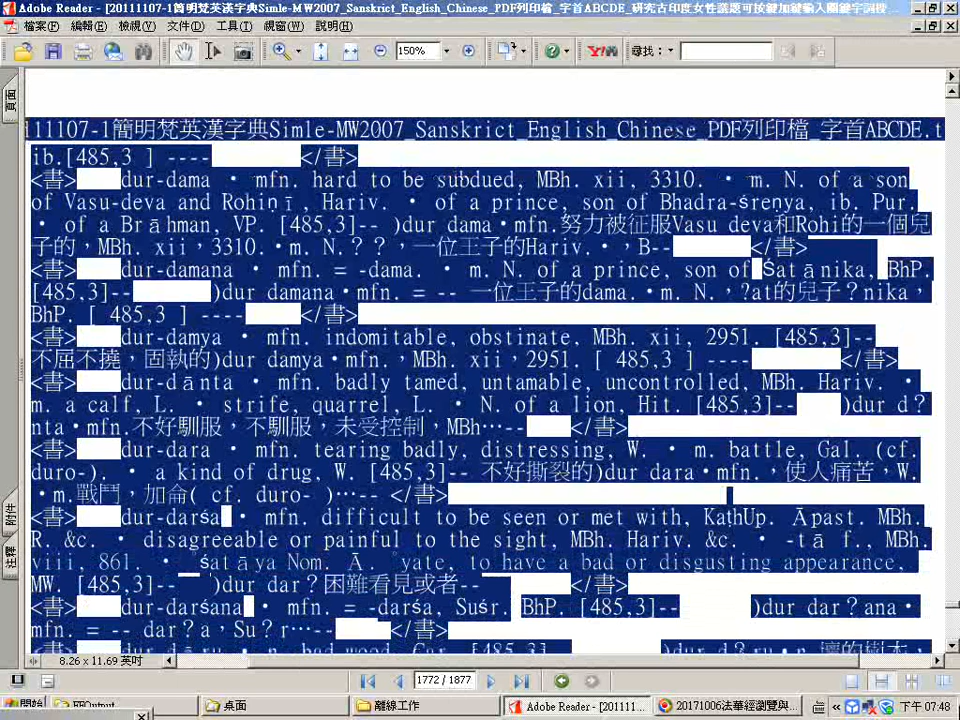 Adobe Reader - [20111107-1簡明梵英漢字典Simle-MW2007_Sanskrict_English_Chinese_PDF列印檔_字首ABCDE_研究古印度女性議題可按鍵鍵輸入關鍵字詞搜
檔案(F) 編輯(E) 檢視(V) 文件(D) 工具(T) 視窗(W) 說明(H)
150% 尋找:
頁面
111107-1簡明梵英漢字典Simle-MW2007_Sanskrict_English_Chinese_PDF列印檔_字首ABCDE.t
ib.[485,3 ] ---- </書>
<書> dur-dama • mfn. hard to be subdued, MBh. xii, 3310. • m. N. of a son
of Vasu-deva and Rohiṇī, Hariv. • of a prince, son of Bhadra-śreṇya, ib. Pur.
• of a Brāhman, VP. [485,3]-- )dur dama•mfn.努力被征服Vasu deva和Rohi的一個兒
子的，MBh. xii，3310.•m. N.？？，一位王子的Hariv.•，B-- </書>
<書> dur-damana • mfn. = -dama. • m. N. of a prince, son of Śatānika, BhP.
[485,3]-- )dur damana•mfn. = -- 一位王子的dama.•m. N.，?at的兒子？nika，
BhP. [ 485,3 ] ---- </書>
<書> dur-damya • mfn. indomitable, obstinate, MBh. xii, 2951. [485,3]--
不屈不撓，固執的)dur damya•mfn.，MBh. xii，2951. [ 485,3 ] ---- </書>
<書> dur-dānta • mfn. badly tamed, untamable, uncontrolled, MBh. Hariv. •
m. a calf, L. • strife, quarrel, L. • N. of a lion, Hit. [485,3]-- )dur d？
nta•mfn.不好馴服，不馴服，未受控制，MBh…-- </書>
<書> dur-dara • mfn. tearing badly, distressing, W. • m. battle, Gal. (cf.
duro-). • a kind of drug, W. [485,3]-- 不好撕裂的)dur dara•mfn.，使人痛苦，W.
•m.戰鬥，加侖( cf. duro- )…-- </書>
<書> dur-darśa • mfn. difficult to be seen or met with, KaṭhUp. Āpast. MBh.
R. &c. • disagreeable or painful to the sight, MBh. Hariv. &c. • -tā f., MBh.
viii, 861. • °śatāya Nom. Ā. °yate, to have a bad or disgusting appearance,
MW. [485,3]-- )dur dar？困難看見或者-- </書>
<書> dur-darśana • mfn. = -darśa, Suśr. BhP. [485,3]-- )dur dar？ana•
mfn. = -- dar？a，Su？r…-- </書>
附件
註釋
8.26 x 11.69 英吋
1772 / 1877
開始 FFOutput 桌面 離線工作 Adobe Reader - [201111... 20171006法華經瀏覽與... 下午 07:48